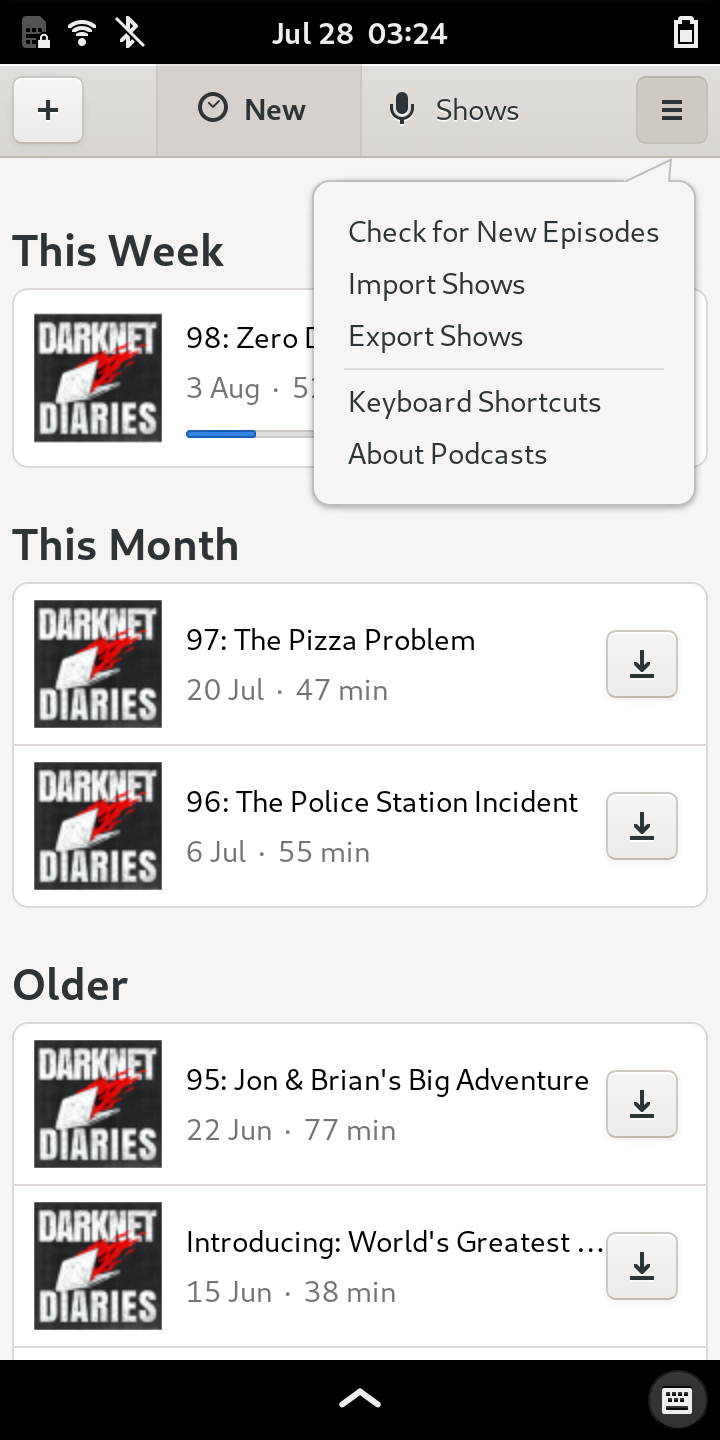 Jul 28 03:24
+ New Shows
Check for New Episodes
Import Shows
Export Shows
Keyboard Shortcuts
About Podcasts
This Week
DARKNET
DIARIES
98: Zero
3 Aug ·
This Month
DARKNET
DIARIES
97: The Pizza Problem
20 Jul · 47 min
DARKNET
DIARIES
96: The Police Station Incident
6 Jul · 55 min
Older
DARKNET
DIARIES
95: Jon & Brian's Big Adventure
22 Jun · 77 min
DARKNET
DIARIES
Introducing: World's Greatest ...
15 Jun · 38 min